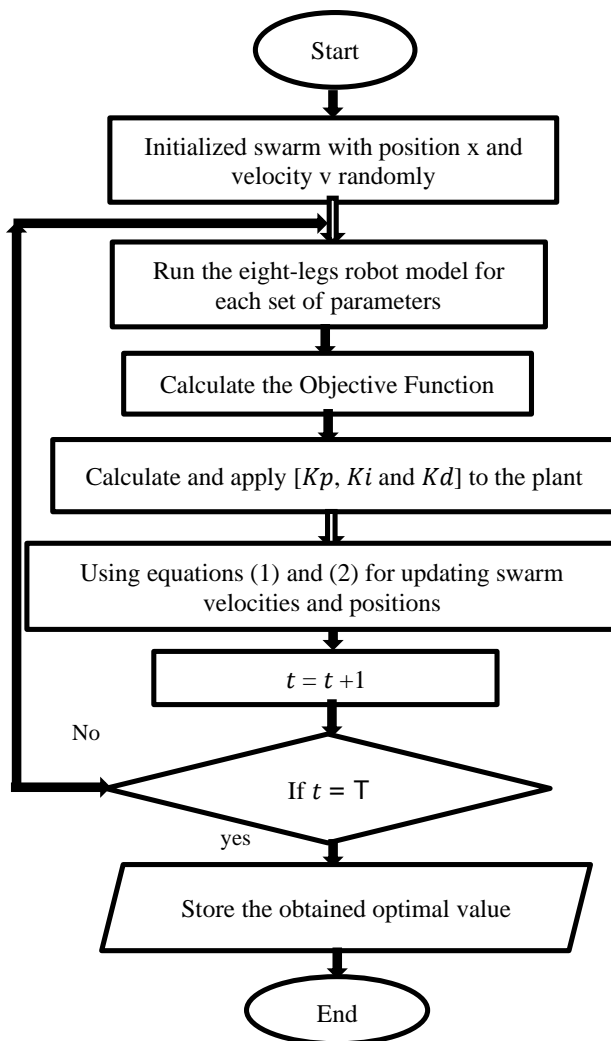 Start
Initialized swarm with position x and
velocity v randomly
Run the eight-legs robot model for
each set of parameters
Calculate the Objective Function
Calculate and apply [Kp, Ki and Kd] to the plant
Using equations (1) and (2) for updating swarm
velocities and positions
t = t +1
No
If t = T
yes
Store the obtained optimal value
End